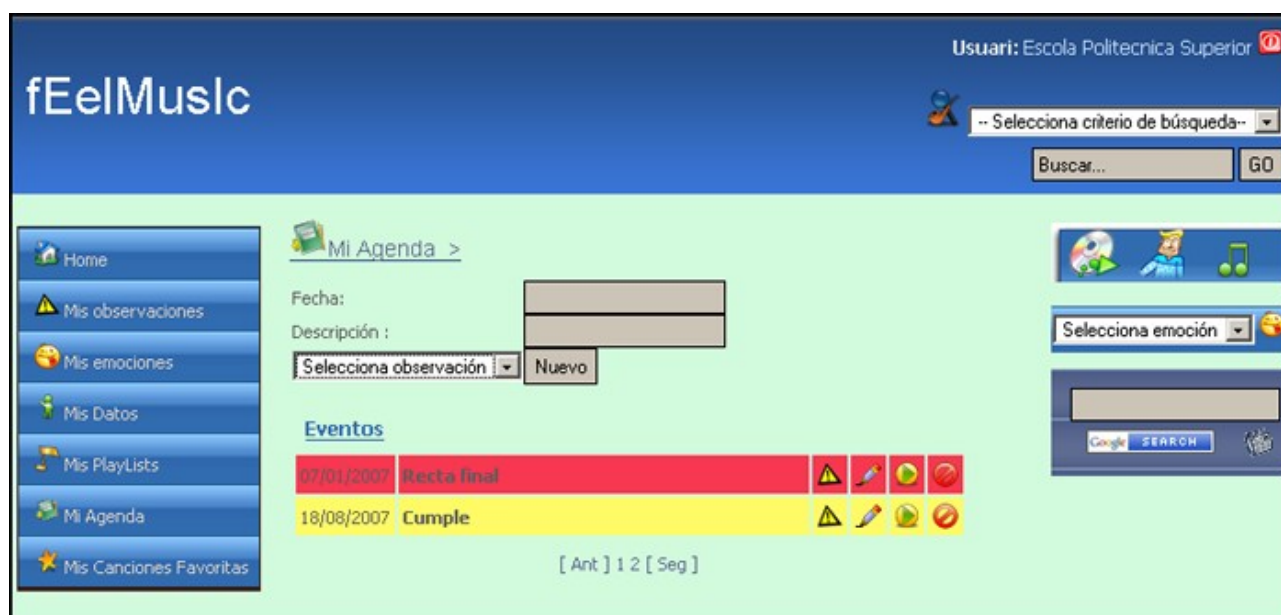 Usuari: Escola Politecnica Superior
fEelMusIc
-- Selecciona criterio de búsqueda--
Buscar... GO
Home
Mis observaciones
Mis emociones
Mis Datos
Mis PlayLists
Mi Agenda
Mis Canciones Favoritas
Mi Agenda >
Fecha:
Descripción :
Selecciona observación Nuevo
Eventos
07/01/2007 Recta final
18/08/2007 Cumple
[ Ant ] 1 2 [ Seg ]
Selecciona emoción
Google SEARCH